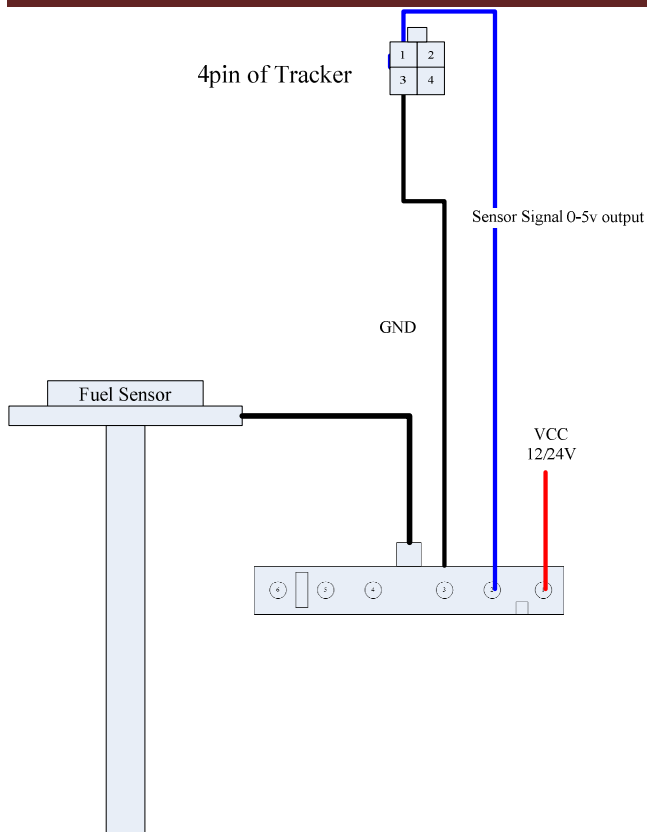 1 2
4pin of Tracker
3 4
Sensor Signal 0-5v output
GND
Fuel Sensor
VCC
12/24V
6 5 4 3 2